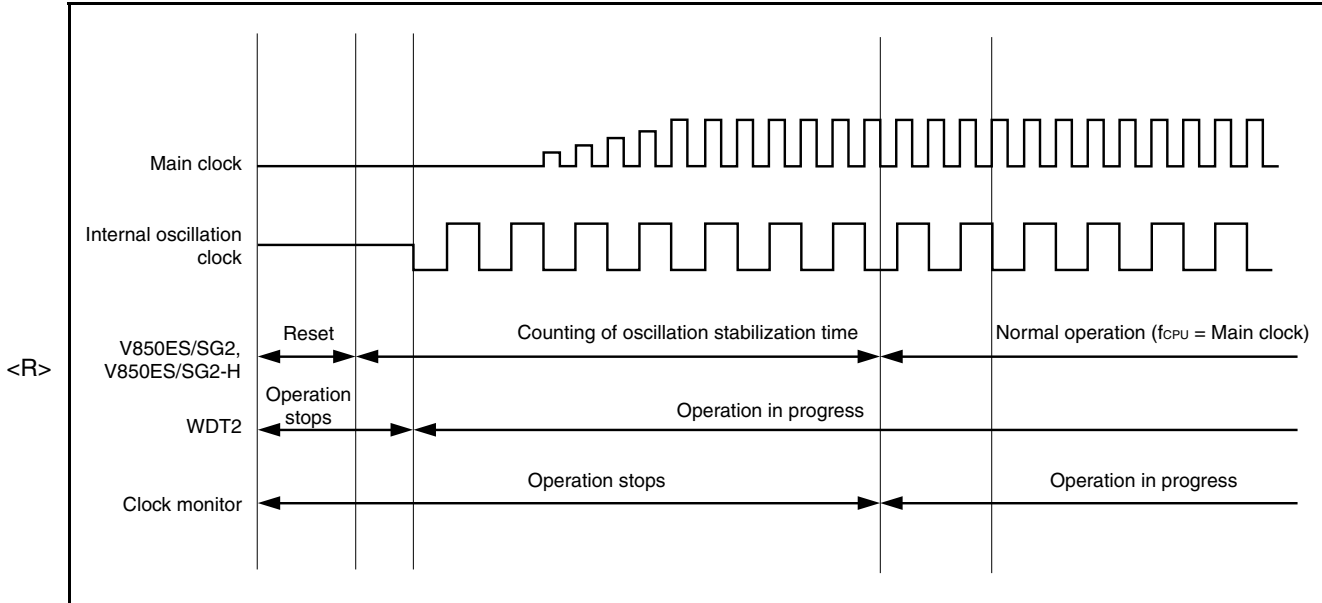 Main clock
Internal oscillation
clock
Reset
Counting of oscillation stabilization time
Normal operation (fCPU = Main clock)
V850ES/SG2,
V850ES/SG2-H
<R>
Operation
stops
Operation in progress
WDT2
Operation stops
Operation in progress
Clock monitor